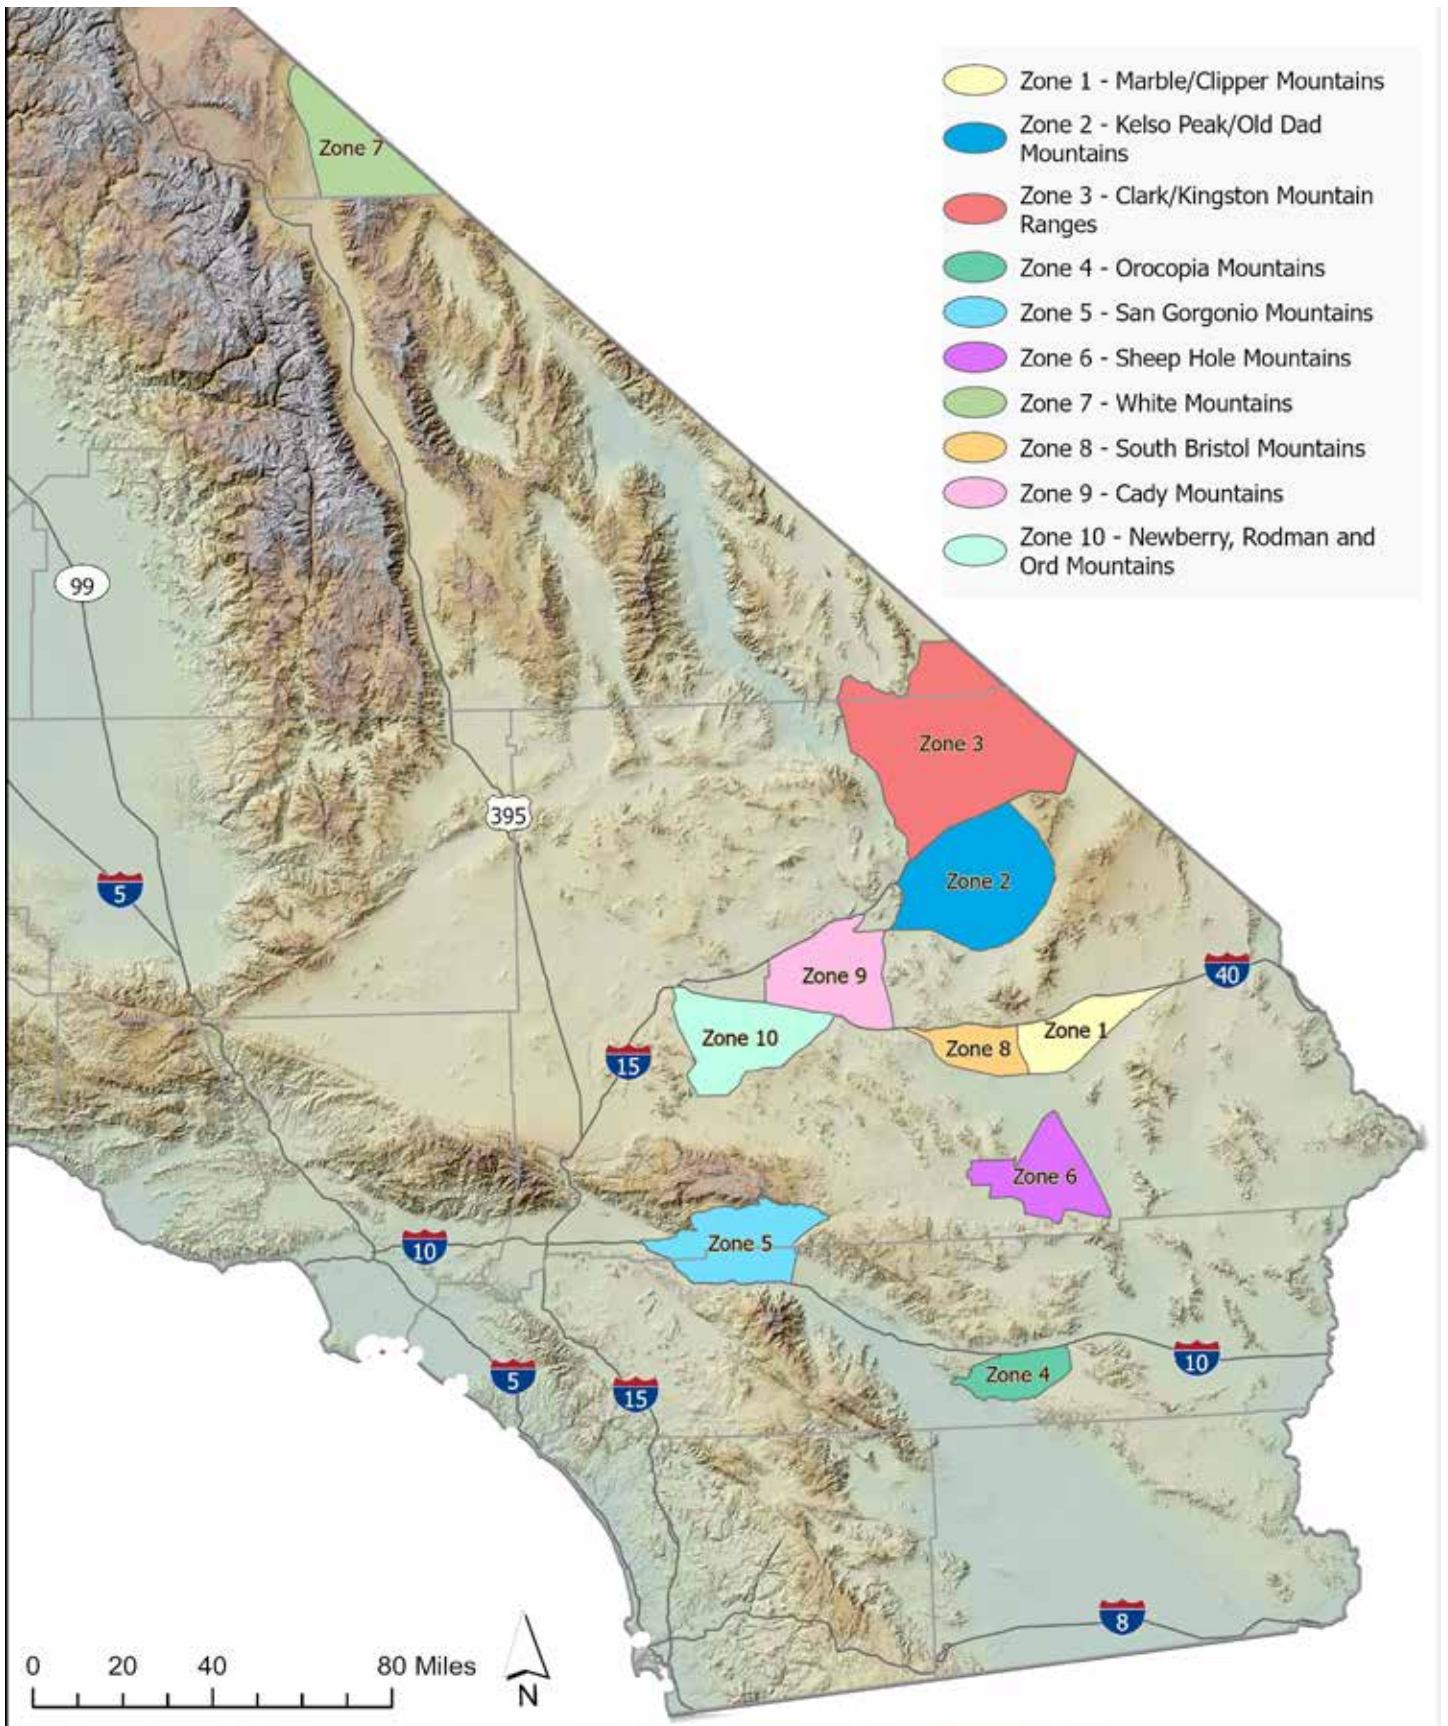 Zone 1 - Marble/Clipper Mountains
Zone 2 - Kelso Peak/Old Dad
Mountains
Zone 3 - Clark/Kingston Mountain
Ranges
Zone 4 - Orocopia Mountains
Zone 5 - San Gorgonio Mountains
Zone 6 - Sheep Hole Mountains
Zone 7 - White Mountains
Zone 8 - South Bristol Mountains
Zone 9 - Cady Mountains
Zone 10 - Newberry, Rodman and
Ord Mountains
Zone 7
99
Zone 3
395
Zone 2
5
Zone 9
40
Zone 10
Zone 1
Zone 8
15
Zone 6
Zone 5
10
10
Zone 4
5
15
8
0 20 40 80 Miles
N